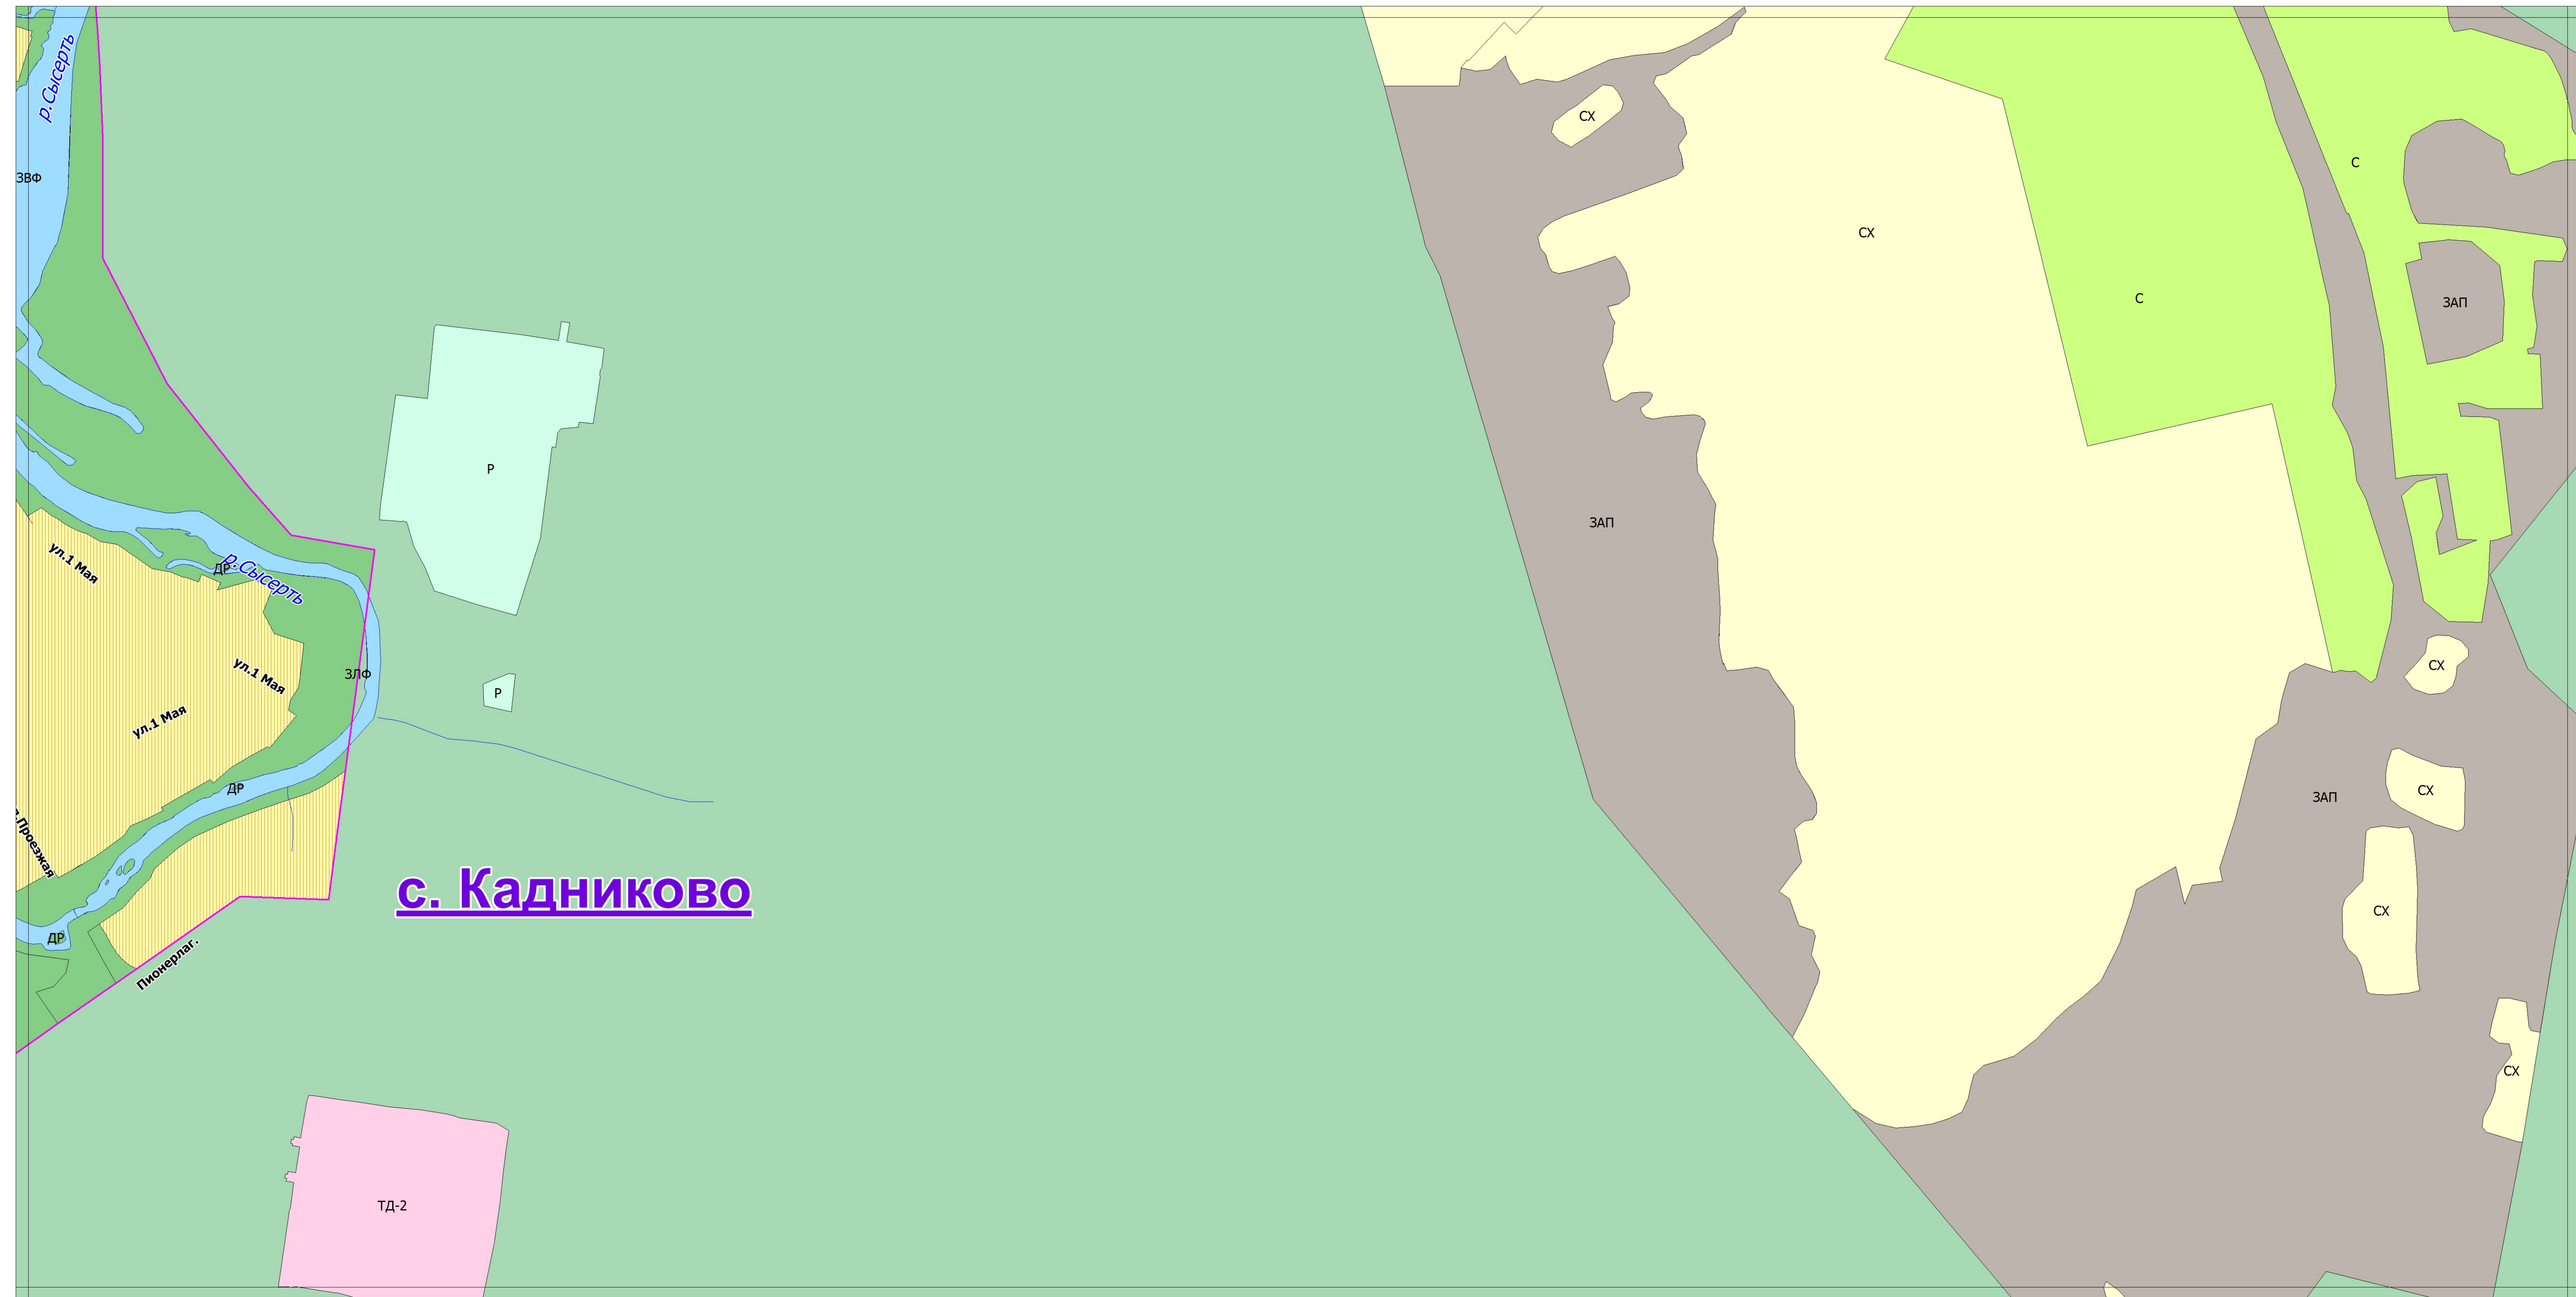 р.Сысерть
СХ
С
ЗВФ
СХ
С
ЗАП
Р
ЗАП
ул.1 Мая
ДР
р.Сысерть
ул.1 Мая
ЗЛФ
СХ
Р
ул.1 Мая
ДР
СХ
ЗАП
Проезжая
с. Кадниково
СХ
ДР
Пионерлаг.
СХ
ТД-2